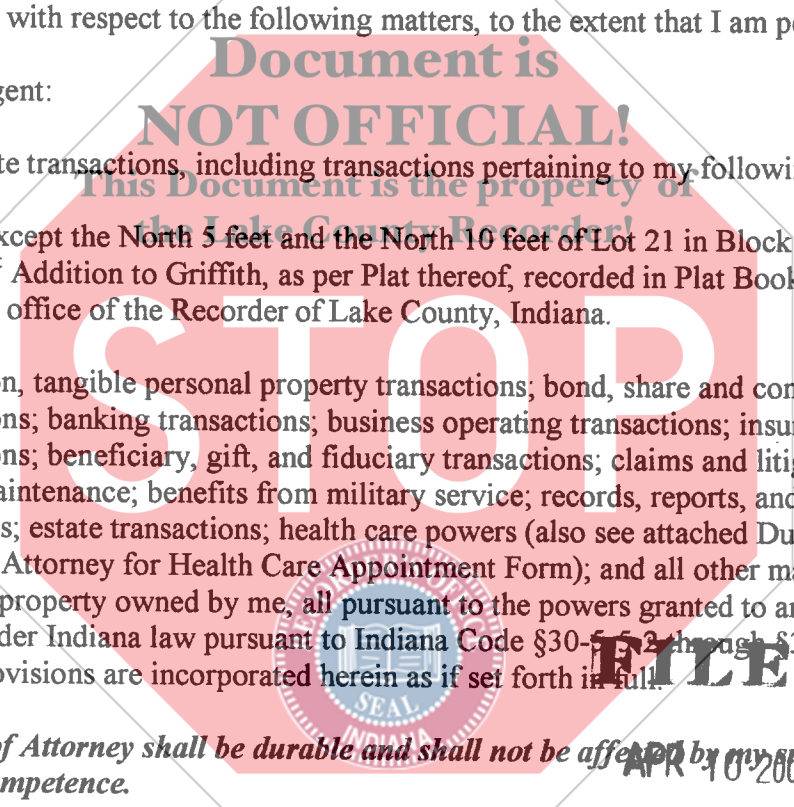 with respect to the following matters, to the extent that I am
Document is
gent:
NOT OFFICIAL!
te transactions, including transactions pertaining to my followi
This Document is the property of
the Lake County Recorder!
xcept the North 5 feet and the North 10 feet of Lot 21 in Block
Addition to Griffith, as per Plat thereof, recorded in Plat Book
office of the Recorder of Lake County, Indiana.
STOP
n, tangible personal property transactions; bond, share and
ns; banking transactions; business operating transactions;
ns; beneficiary, gift, and fiduciary transactions; claims and
aintenance; benefits from military service; records, reports, and
s; estate transactions; health care powers (also see attached Du
Attorney for Health Care Appointment Form); and all other
property owned by me, all pursuant to the powers granted to
der Indiana law pursuant to Indiana Code §30-5-5-2 through
ovisions are incorporated herein as if set forth in full.
FILE
SEAL
INDIANA
of Attorney shall be durable and shall not be affected by my
APR 10 200
mpetence.